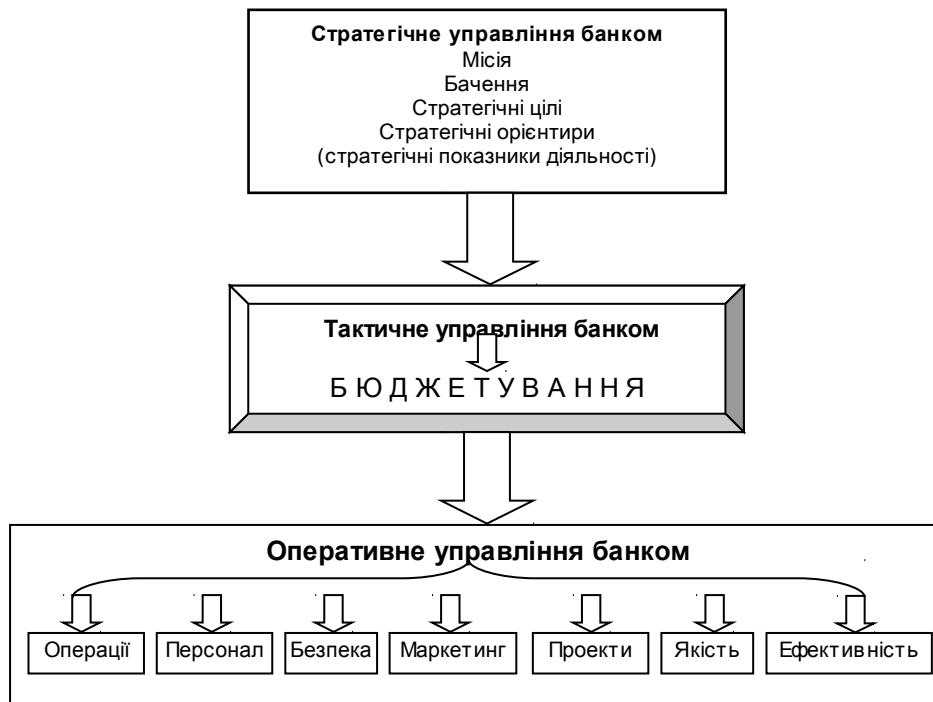 Стратегічне управління банком
Місія
Бачення
Стратегічні цілі
Стратегічні орієнтири
(стратегічні показники діяльності)
Тактичне управління банком
Б Ю Д Ж Е Т У В А Н Н Я
Оперативне управління банком
Операції Персонал Безпека Маркетинг Проекти Якість Ефективність